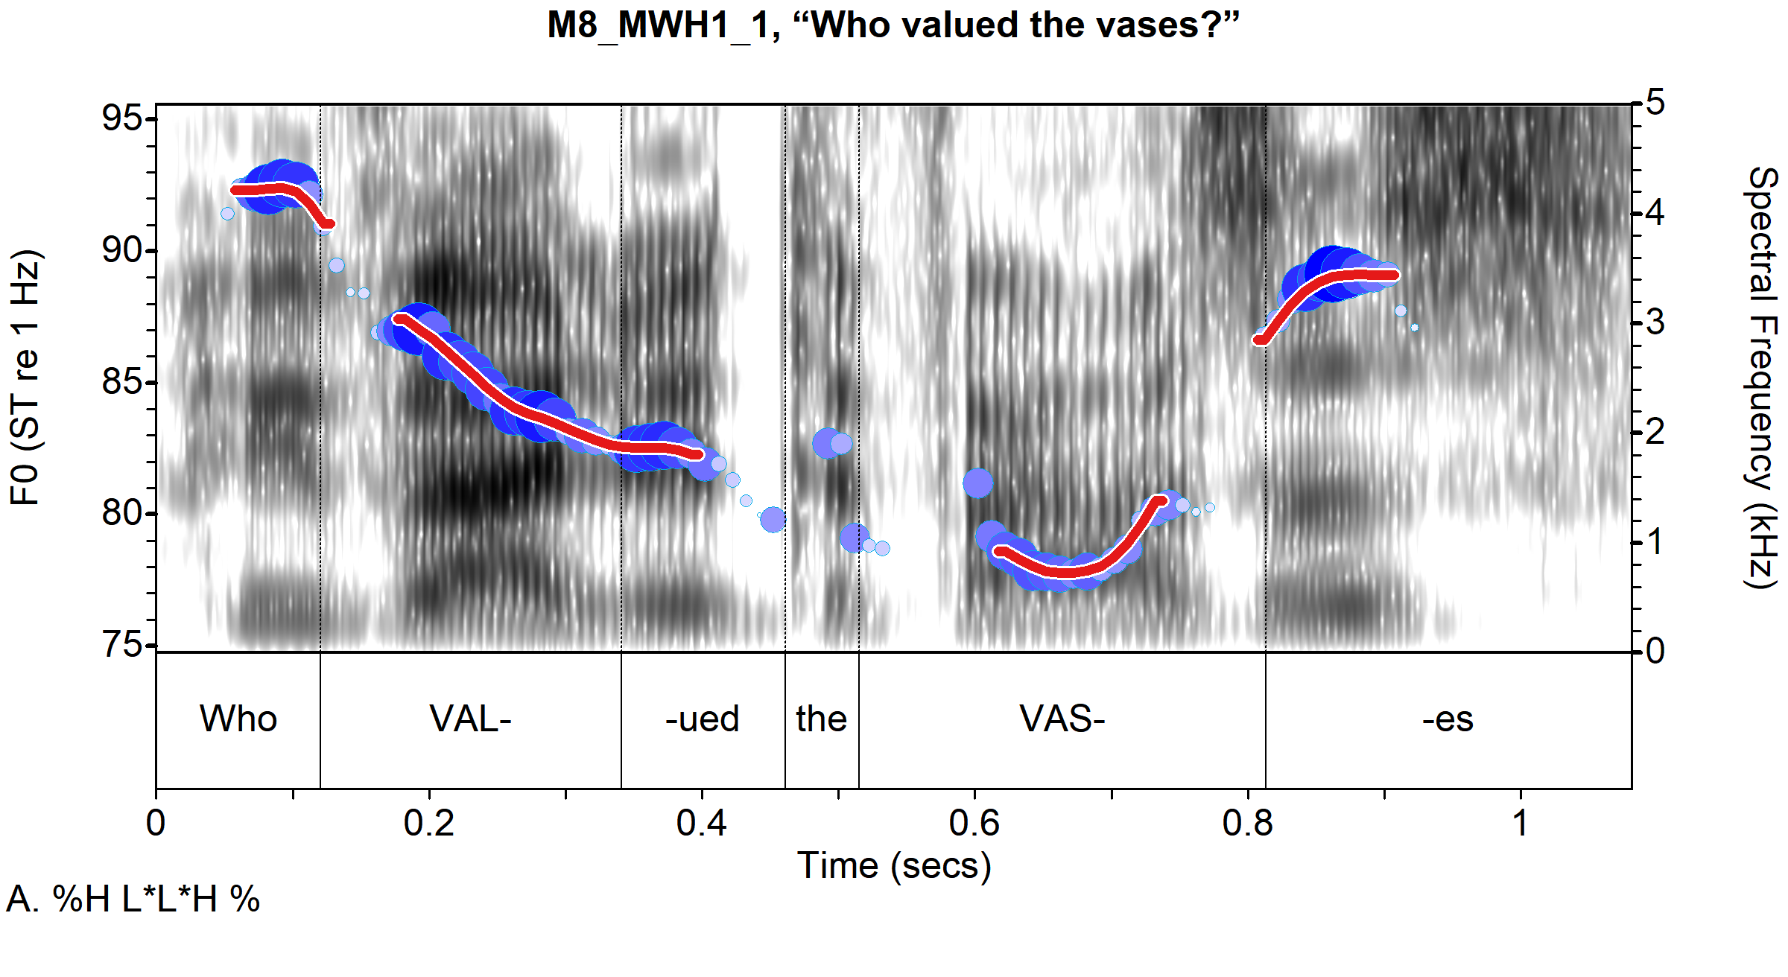 M8_MWH1_1, “Who valued the vases?”
F0 (ST re 1 Hz)
95
90
85
80
75
5
4
3
2
1
0
Spectral Frequency (kHz)
Who VAL- -ued the VAS- -es
0 0.2 0.4 0.6 0.8 1
Time (secs)
A. %H L*L*H %